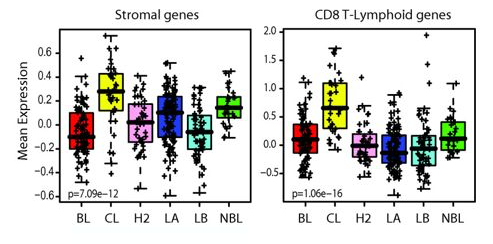 Stromal genes
CD8 T-Lymphoid genes
Mean Expression
0.6
0.4
0.2
0.0
−0.2
−0.4
−0.6
p=7.09e−12
BL CL H2 LA LB NBL
2.0
1.5
1.0
0.5
0.0
−0.5
p=1.06e−16
BL CL H2 LA LB NBL